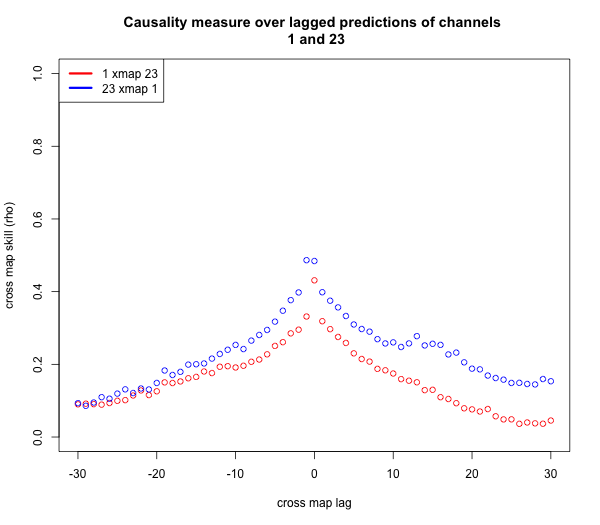 Causality measure over lagged predictions of channels
1 and 23
1 xmap 23
23 xmap 1
cross map skill (rho)
1.0
0.8
0.6
0.4
0.2
0.0
-30 -20 -10 0 10 20 30
cross map lag